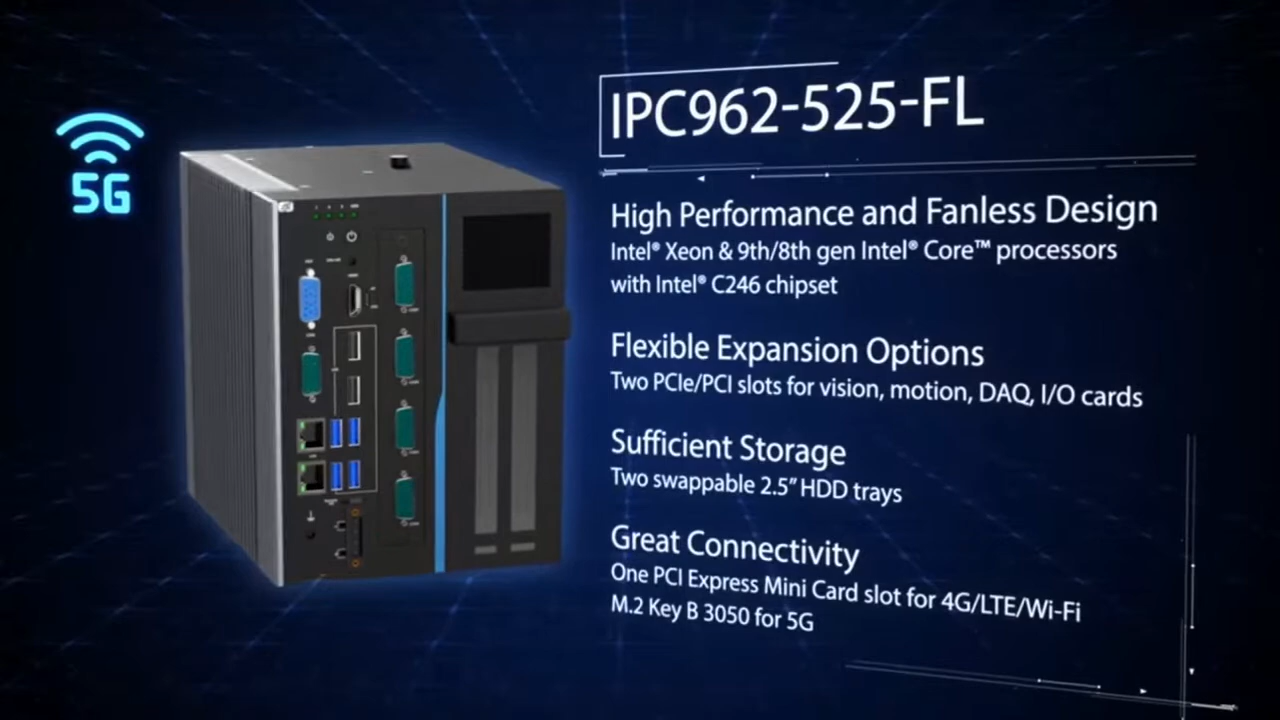 5G
IPC962-525-FL
High Performance and Fanless Design
Intel® Xeon & 9th/8th gen Intel® Core™ processors
with Intel® C246 chipset
Flexible Expansion Options
Two PCIe/PCI slots for vision, motion, DAQ, I/O cards
Sufficient Storage
Two swappable 2.5” HDD trays
Great Connectivity
One PCI Express Mini Card slot for 4G/LTE/Wi-Fi
M.2 Key B 3050 for 5G